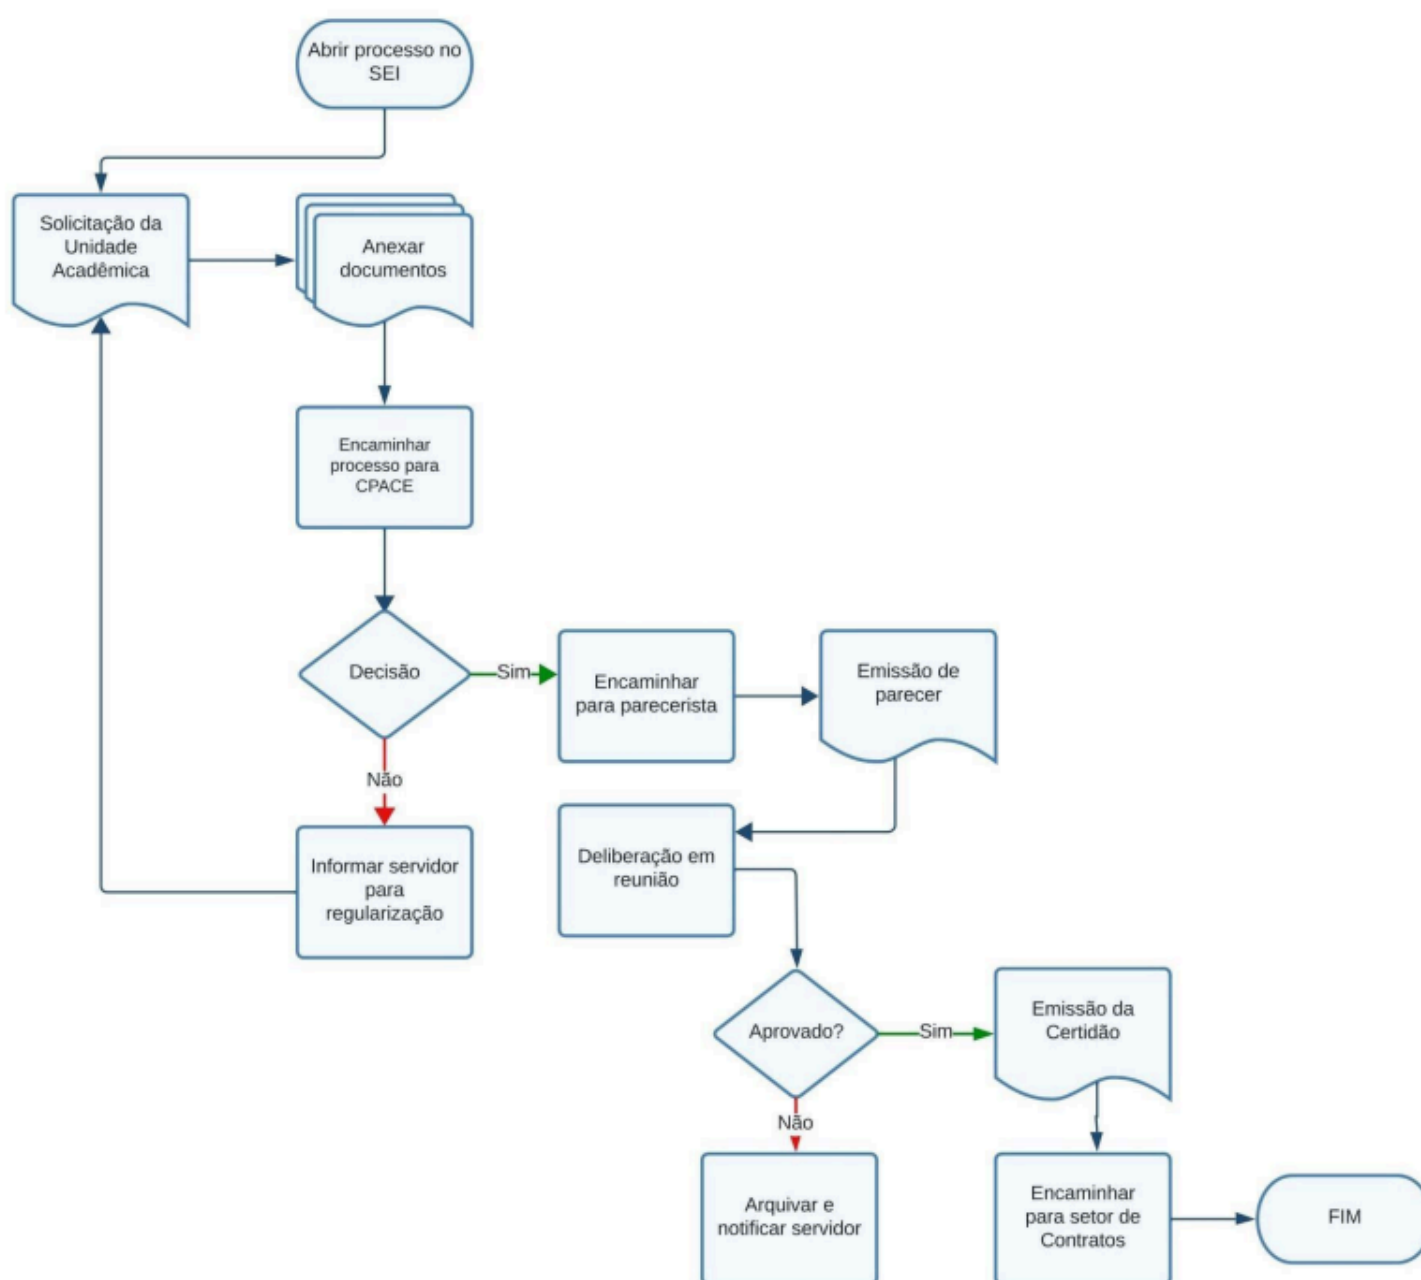 Abrir processo no
SEI
Solicitação da
Unidade
Acadêmica
Anexar
documentos
Encaminhar
processo para
CPACE
Decisão
Sim
Encaminhar
para parecerista
Emissão de
parecer
Não
Informar servidor
para
regularização
Deliberação em
reunião
Aprovado?
Sim
Emissão da
Certidão
Não
Arquivar e
notificar servidor
Encaminhar
para setor de
Contratos
FIM